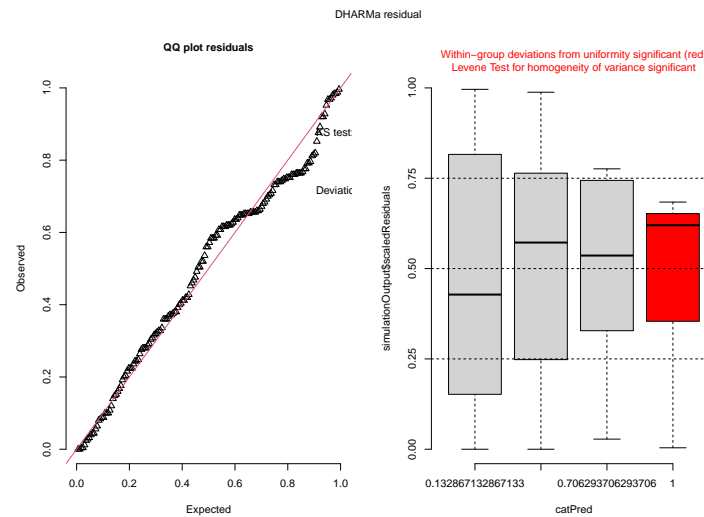 DHARMa residual
QQ plot residuals
Within−group deviations from uniformity significant (red
Levene Test for homogeneity of variance significant
Observed
1.0
0.8
0.6
0.4
0.2
0.0
KS test:
Deviatio
0.0 0.2 0.4 0.6 0.8 1.0
Expected
simulationOutput$scaledResiduals
1.00
0.75
0.50
0.25
0.00
0.132867132867133 0.706293706293706 1
catPred